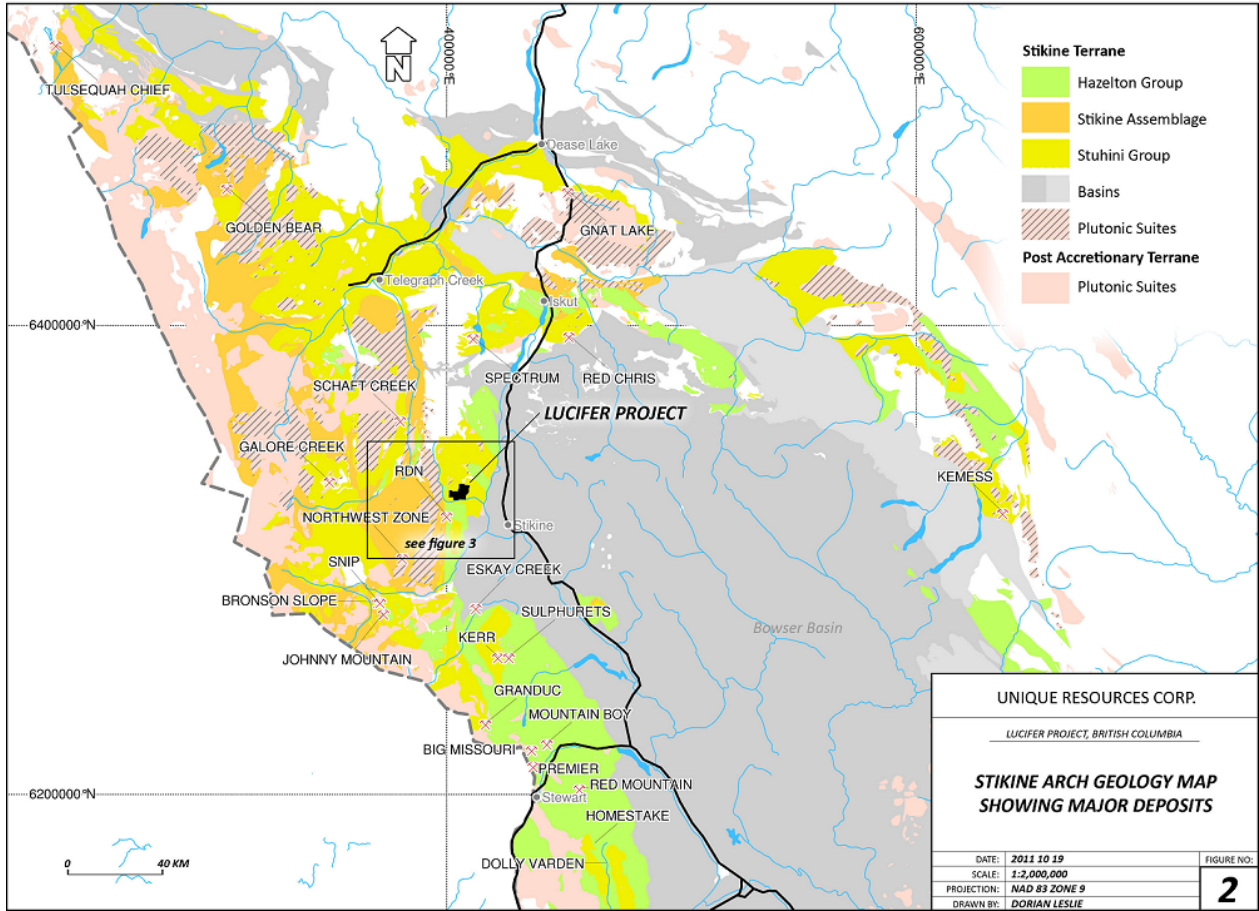 TULSEQUAH CHIEF
N
400000°E
600000°E
Stikine Terrane
Hazelton Group
Stikine Assemblage
Stuhini Group
Basins
Plutonic Suites
Post Accretionary Terrane
Plutonic Suites
Dease Lake
GOLDEN BEAR
GNAT LAKE
Telegraph Creek
Iskut
6400000°N
SCHAFT CREEK
SPECTRUM
RED CHRIS
LUCIFER PROJECT
GALORE CREEK
RDN
KEMESS
NORTHWEST ZONE
Stikine
see figure 3
SNIP
ESKAY CREEK
BRONSON SLOPE
SULPHURETS
KERR
Bowser Basin
JOHNNY MOUNTAIN
GRANDUC
MOUNTAIN BOY
BIG MISSOURI
PREMIER
RED MOUNTAIN
6200000°N
Stewart
HOMESTAKE
DOLLY VARDEN
0 40 KM
UNIQUE RESOURCES CORP.
LUCIFER PROJECT, BRITISH COLUMBIA
STIKINE ARCH GEOLOGY MAP
SHOWING MAJOR DEPOSITS
DATE: 2011 10 19
SCALE: 1:2,000,000
PROJECTION: NAD 83 ZONE 9
DRAWN BY: DORIAN LESLIE
FIGURE NO:
2